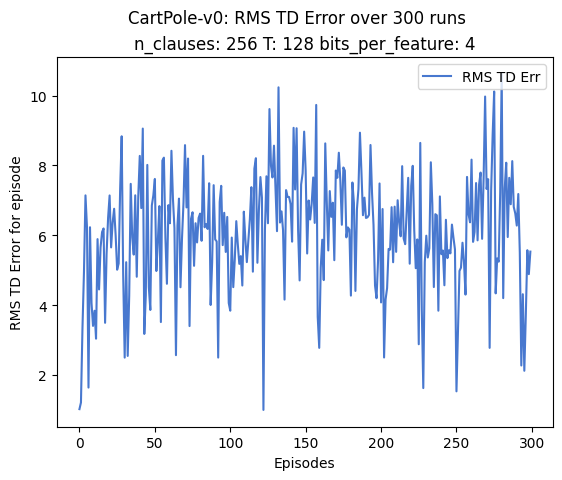 CartPole-v0: RMS TD Error over 300 runs
n_clauses: 256 T: 128 bits_per_feature: 4
RMS TD Err
RMS TD Error for episode
10
8
6
4
2
0 50 100 150 200 250 300
Episodes